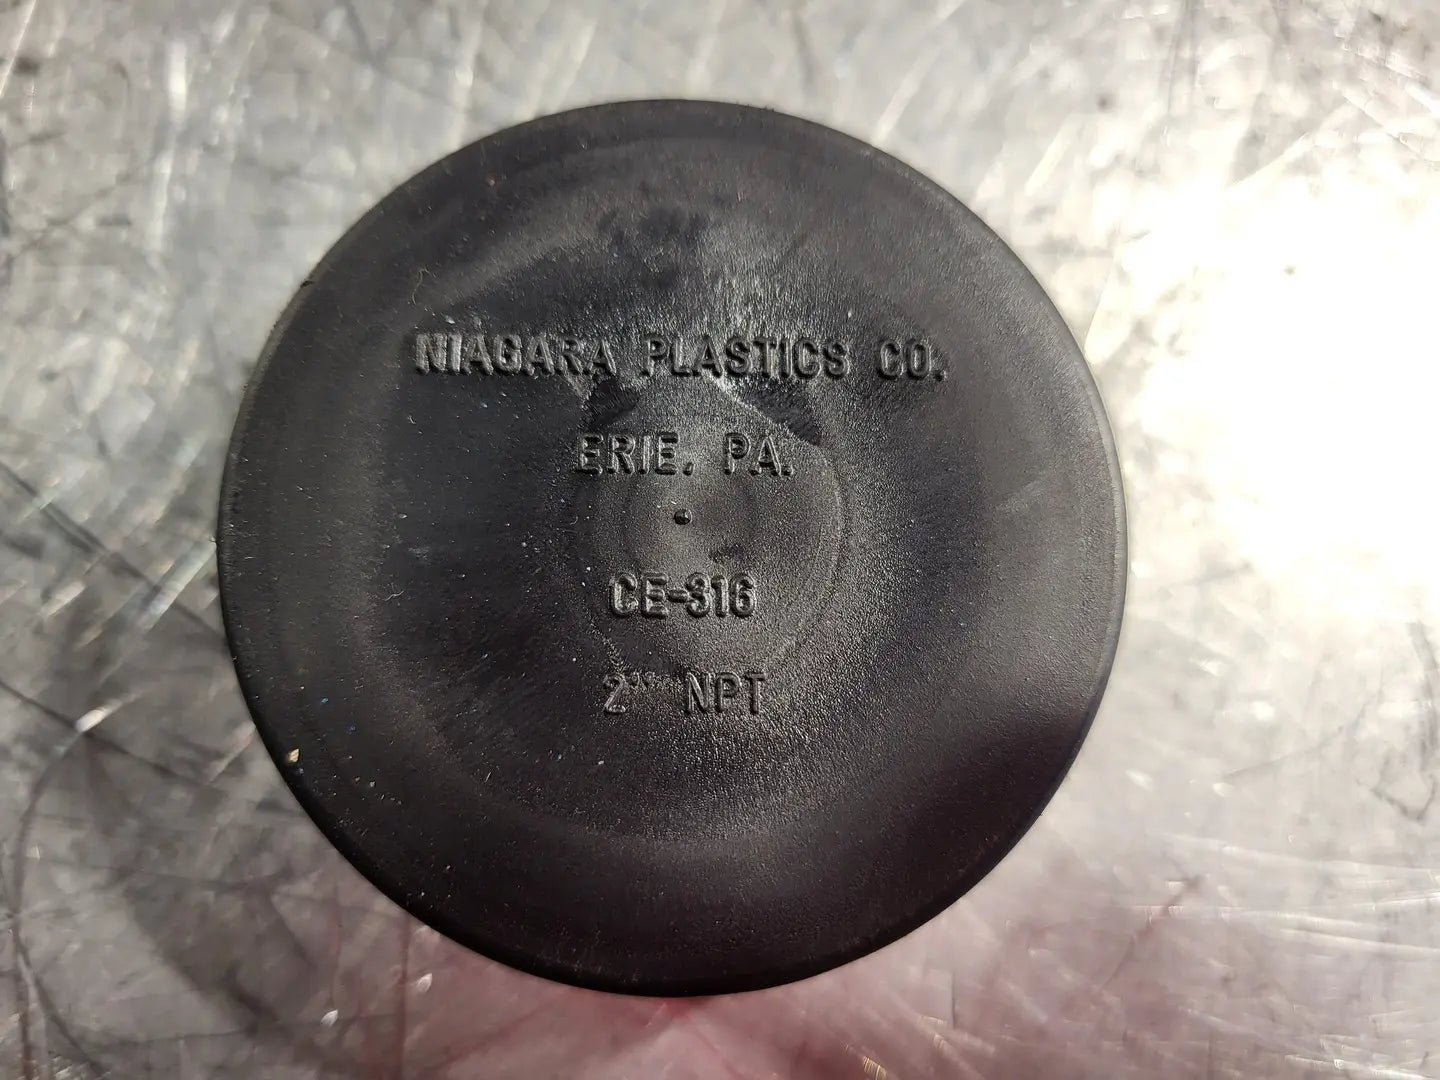 NIAGARA PLASTICS CO.
ERIE, PA.
CE-316
2" NPT